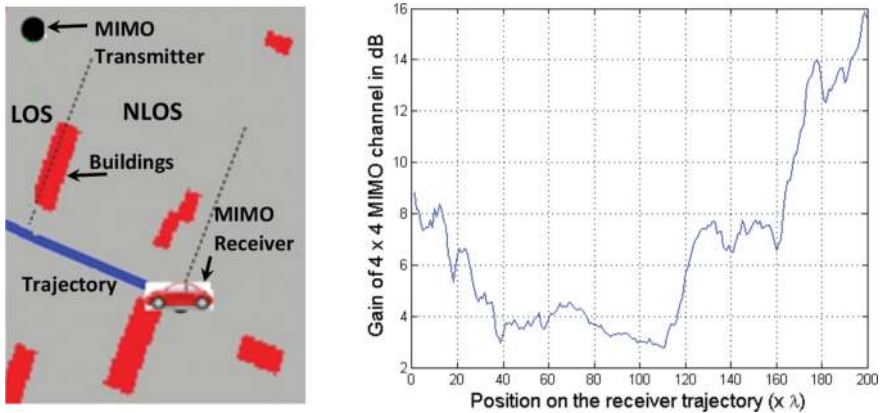 MIMO
Transmitter
LOS
NLOS
Buildings
MIMO
Receiver
Trajectory
Gain of 4 x 4 MIMO channel in dB
16
14
12
10
8
6
4
2
0 20 40 60 80 100 120 140 160 180 200
Position on the receiver trajectory (x λ)